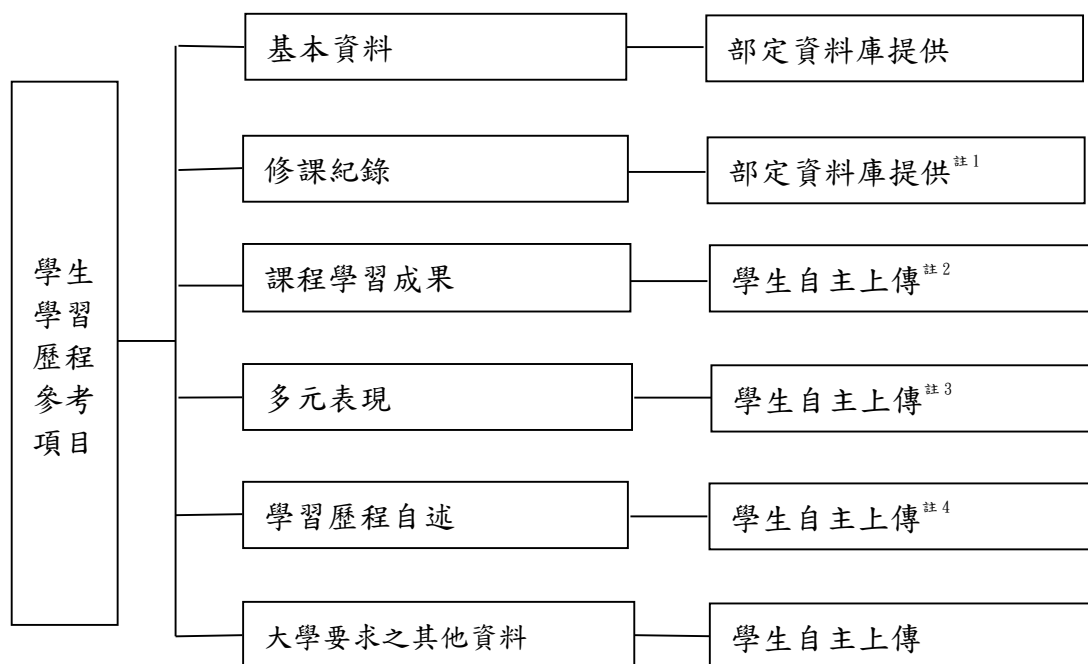 學生
學習
歷程
參考
項目
基本資料
部定資料庫提供
修課紀錄
部定資料庫提供註1
課程學習成果
學生自主上傳註2
多元表現
學生自主上傳註3
學習歷程自述
學生自主上傳註4
大學要求之其他資料
學生自主上傳